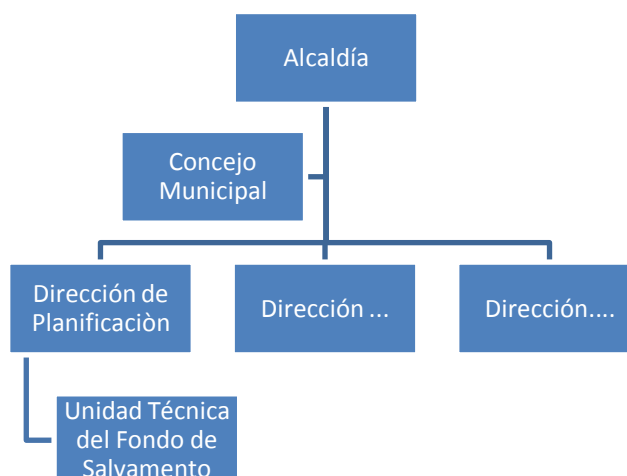 Alcaldía
Concejo
Municipal
Dirección de
Planificaciòn
Dirección ...
Dirección....
Unidad Técnica
del Fondo de
Salvamento